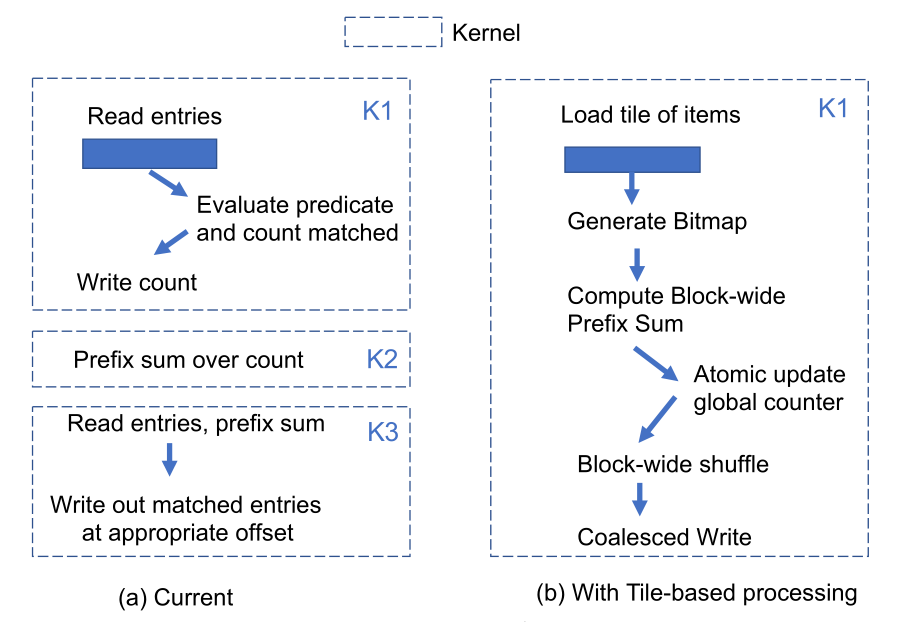 Kernel
K1
Read entries
Evaluate predicate
and count matched
Write count
Prefix sum over count
K2
Read entries, prefix sum
K3
Write out matched entries
at appropriate offset
(a) Current
K1
Load tile of items
Generate Bitmap
Compute Block-wide
Prefix Sum
Atomic update
global counter
Block-wide shuffle
Coalesced Write
(b) With Tile-based processing